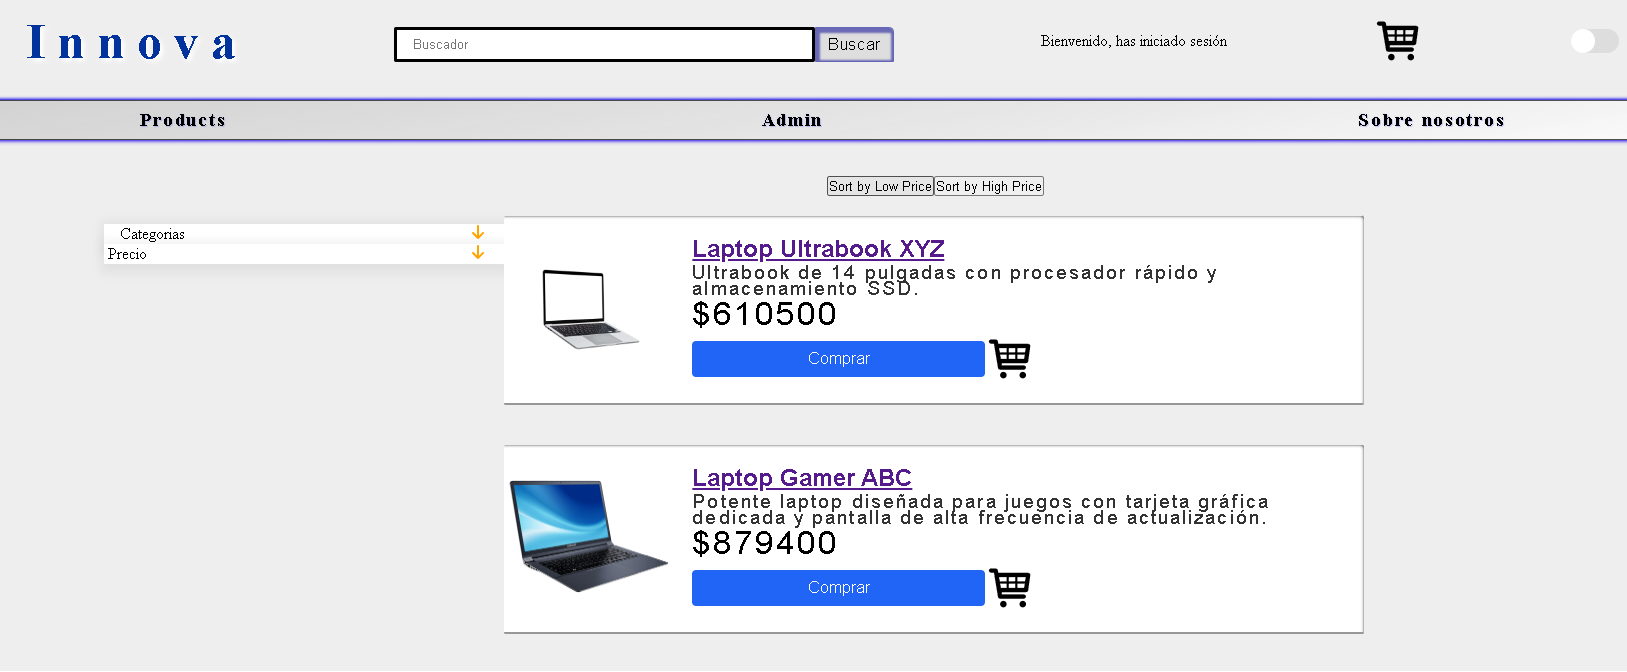 Innova
Buscador
Buscar
Bienvenido, has iniciado sesión
Products
Admin
Sobre nosotros
Sort by Low Price
Sort by High Price
Categorias
Precio
Laptop Ultrabook XYZ
Ultrabook de 14 pulgadas con procesador rápido y
almacenamiento SSD.
$610500
Comprar
Laptop Gamer ABC
Potente laptop diseñada para juegos con tarjeta gráfica
dedicada y pantalla de alta frecuencia de actualización.
$879400
Comprar